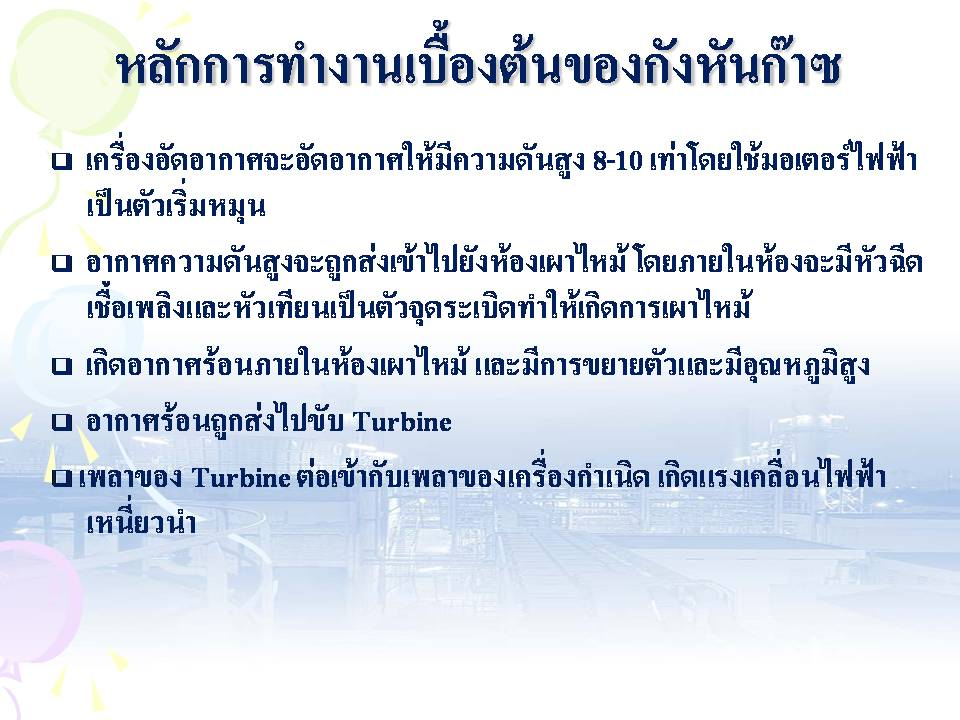 หลักการทำงานเบื้องต้นของกังหันก๊าซ
❑ เครื่องอัดอากาศจะอัดอากาศให้มีความดันสูง 8-10 เท่าโดยใช้มอเตอร์ไฟฟ้า
เป็นตัวเริ่มหมุน
❑ อากาศความดันสูงจะถูกส่งเข้าไปยังห้องเผาไหม้ โดยภายในห้องจะมีหัวฉีด
เชื้อเพลิงและหัวเทียนเป็นตัวจุดระเบิดทำให้เกิดการเผาไหม้
❑ เกิดอากาศร้อนภายในห้องเผาไหม้ และมีการขยายตัวและมีอุณหภูมิสูง
❑ อากาศร้อนถูกส่งไปขับ Turbine
❑ เพลาของ Turbine ต่อเข้ากับเพลาของเครื่องกำเนิด เกิดแรงเคลื่อนไฟฟ้า
เหนี่ยวนำ